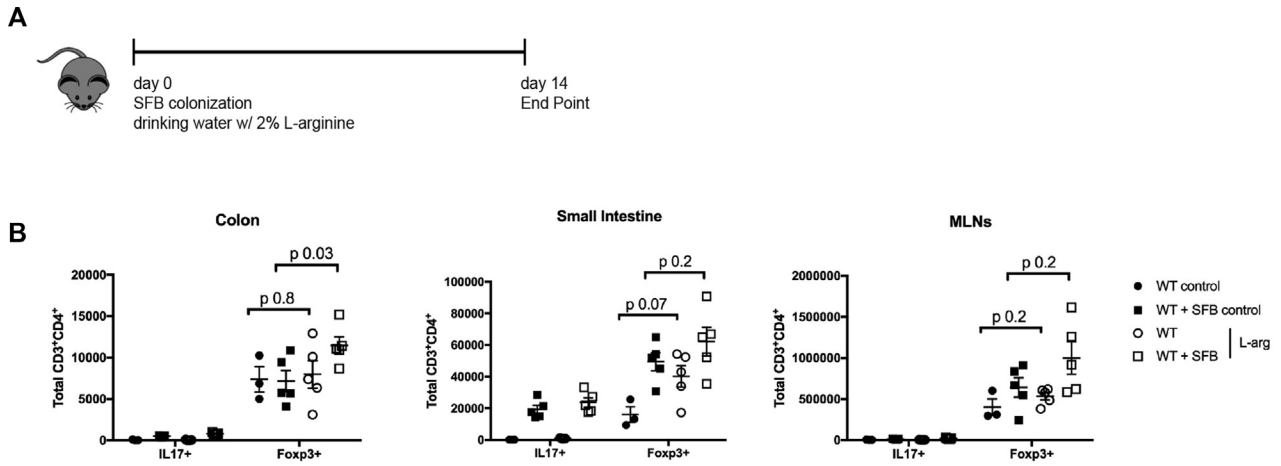 A
day 0
SFB colonization
drinking water w/ 2% L-arginine
day 14
End Point
B
Colon
p 0.03
p 0.8
Total CD3⁺CD4⁺
20000
15000
10000
5000
0
IL17+
Foxp3+
Small Intestine
p 0.2
p 0.07
Total CD3⁺CD4⁺
100000
80000
60000
40000
20000
0
IL17+
Foxp3+
MLNs
p 0.2
p 0.2
Total CD3⁺CD4⁺
2000000
1500000
1000000
500000
0
IL17+
Foxp3+
WT control
WT + SFB control
WT
WT + SFB
L-arg